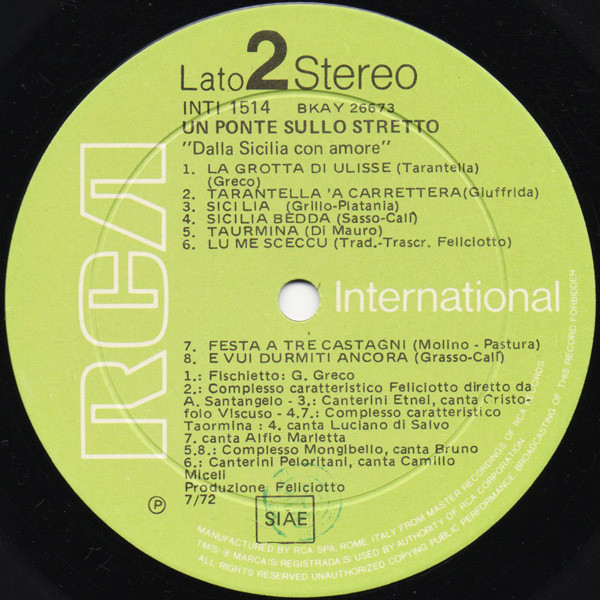 Lato 2 Stereo
INTI 1514 BKAY 26673
UN PONTE SULLO STRETTO
"Dalla Sicilia con amore"
1. LA GROTTA DI ULISSE (Tarantella)
(Greco)
2. TARANTELLA 'A CARRETTERA (Giuffrida)
3. SICILIA (Grillo-Platania)
4. SICILIA BEDDA (Sasso-Calì)
5. TAURMINA (Di Mauro)
6. LU ME SCECCU (Trad.-Trascr. Feliciotto)
RCA
International
7. FESTA A TRE CASTAGNI (Molino - Pastura)
8. E VUI DURMITI ANCORA (Grasso-Calì)
1.: Fischietto: G. Greco
2.: Complesso caratteristico Feliciotto diretto da
A. Santangelo - 3.: Canterini Etnei, canta Cristo
folo Viscuso - 4.7.: Complesso caratteristico
Taormina : 4. canta Luciano di Salvo
7. canta Alfio Marletta
5.8.: Complesso Mongibello, canta Bruno
6.: Canterini Peloritani, canta Camillo
Miceli
Produzione Feliciotto
P 7/72
SIAE
MANUFACTURED BY RCA SPA, ROME, ITALY FROM MASTER RECORDINGS OF RCA RECORDS
TM(S) ® MARCA(S) REGISTRADA(S) USED BY AUTHORITY OF RCA CORPORATION.
ALL RIGHTS RESERVED UNAUTHORIZED COPYING PUBLIC PERFORMANCE BROADCASTING OF THIS RECORD FORBIDDEN